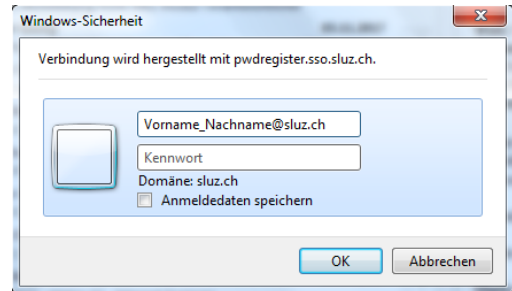 Windows-Sicherheit
Verbindung wird hergestellt mit pwdregister.sso.sluz.ch.
Vorname_Nachname@sluz.ch
Kennwort
Domäne: sluz.ch
Anmeldedaten speichern
OK
Abbrechen